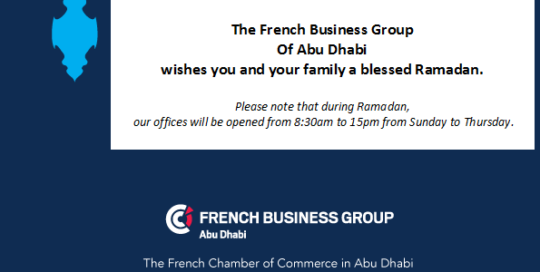 The French Business Group
Of Abu Dhabi
wishes you and your family a blessed Ramadan.
Please note that during Ramadan,
our offices will be opened from 8:30am to 15pm from Sunday to Thursday.
FRENCH BUSINESS GROUP
Abu Dhabi
The French Chamber of Commerce in Abu Dhabi